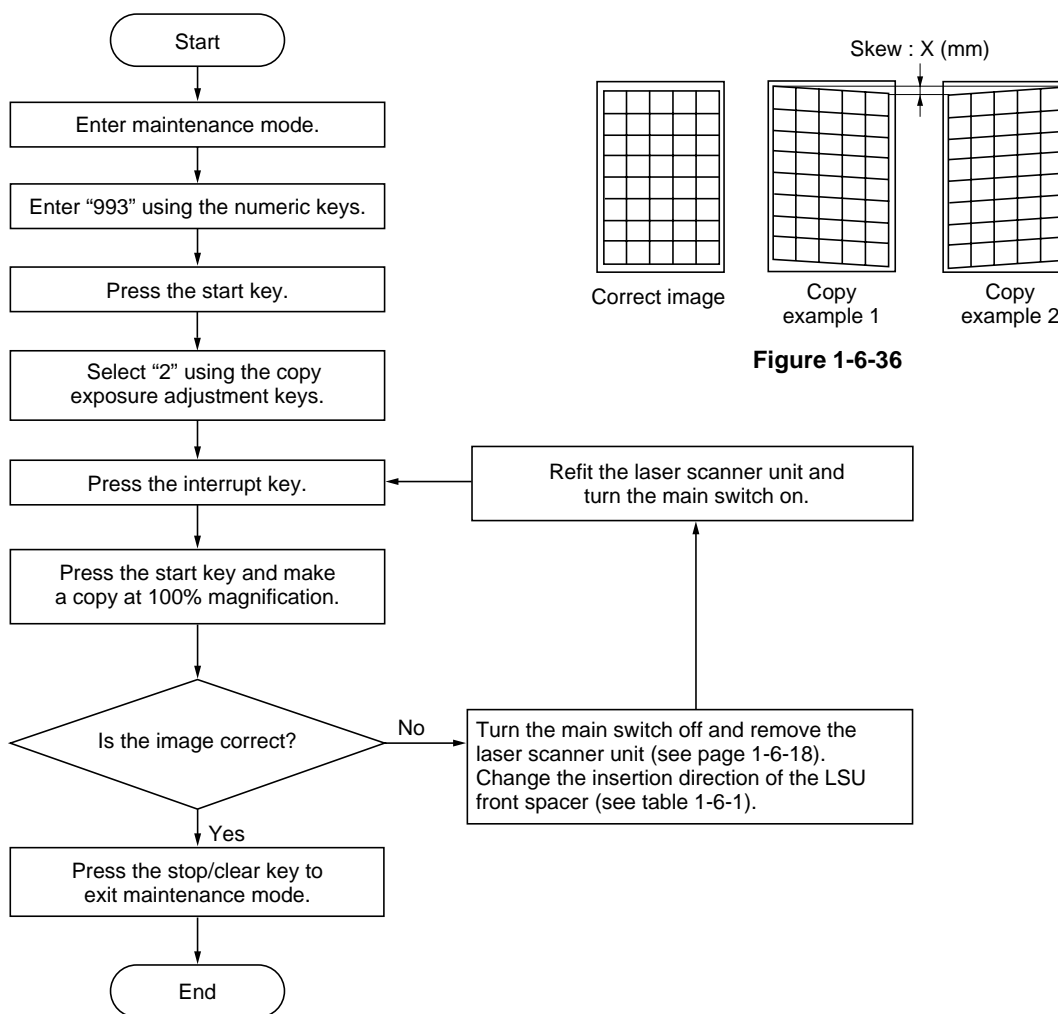 Start
Enter maintenance mode.
Enter “993” using the numeric keys.
Press the start key.
Select “2” using the copy
exposure adjustment keys.
Press the interrupt key.
Press the start key and make
a copy at 100% magnification.
Is the image correct?
No
Yes
Turn the main switch off and remove the
laser scanner unit (see page 1-6-18).
Change the insertion direction of the LSU
front spacer (see table 1-6-1).
Refit the laser scanner unit and
turn the main switch on.
Press the stop/clear key to
exit maintenance mode.
End
Skew : X (mm)
Correct image
Copy
example 1
Copy
example 2
Figure 1-6-36